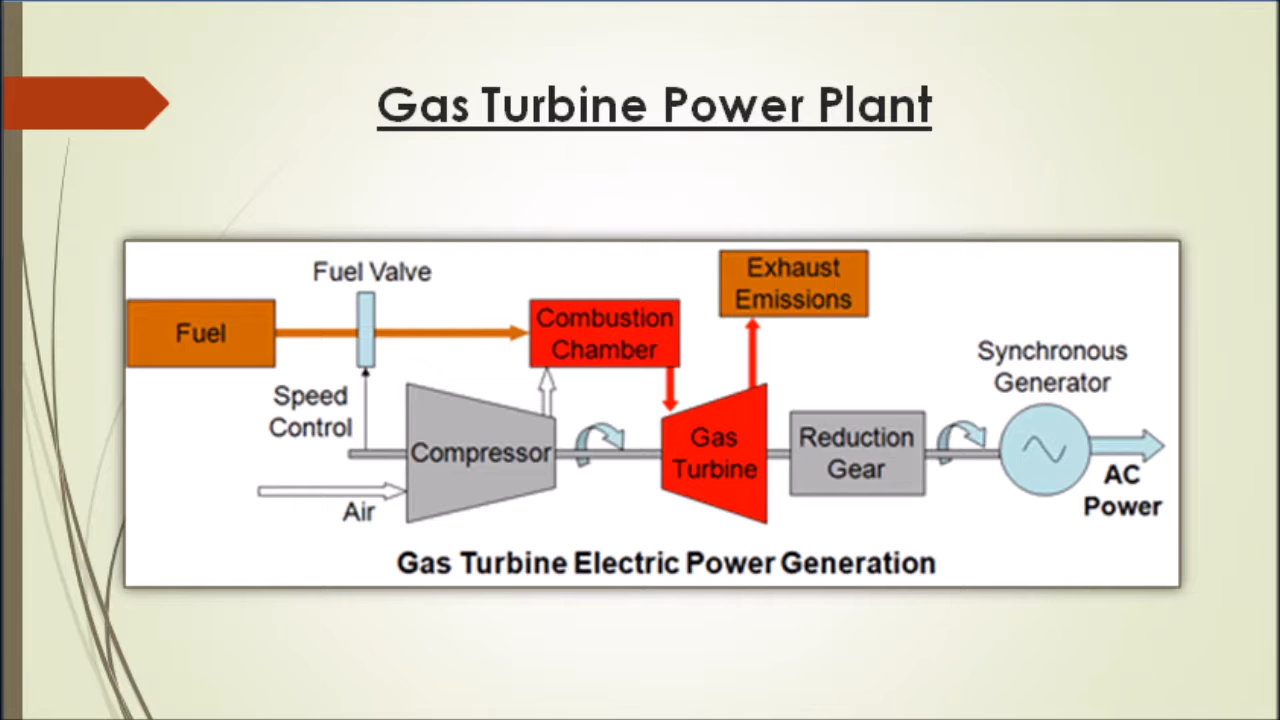 Gas Turbine Power Plant
Fuel Valve
Exhaust
Emissions
Fuel
Combustion
Chamber
Synchronous
Generator
Speed
Control
Compressor
Gas
Turbine
Reduction
Gear
AC
Power
Air
Gas Turbine Electric Power Generation